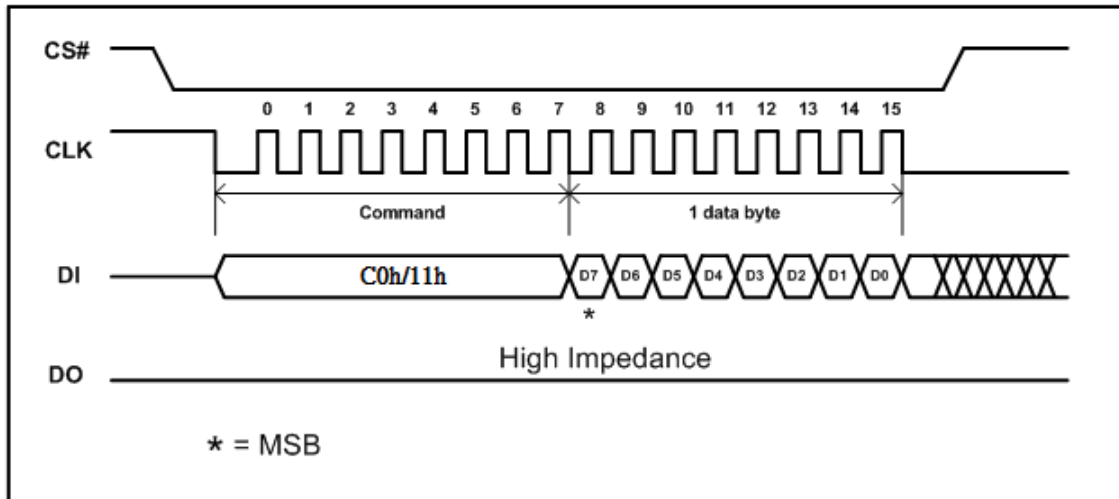 CS#
0 1 2 3 4 5 6 7 8 9 10 11 12 13 14 15
CLK
Command 1 data byte
DI C0h/11h D7 D6 D5 D4 D3 D2 D1 D0
*
High Impedance
DO
* = MSB